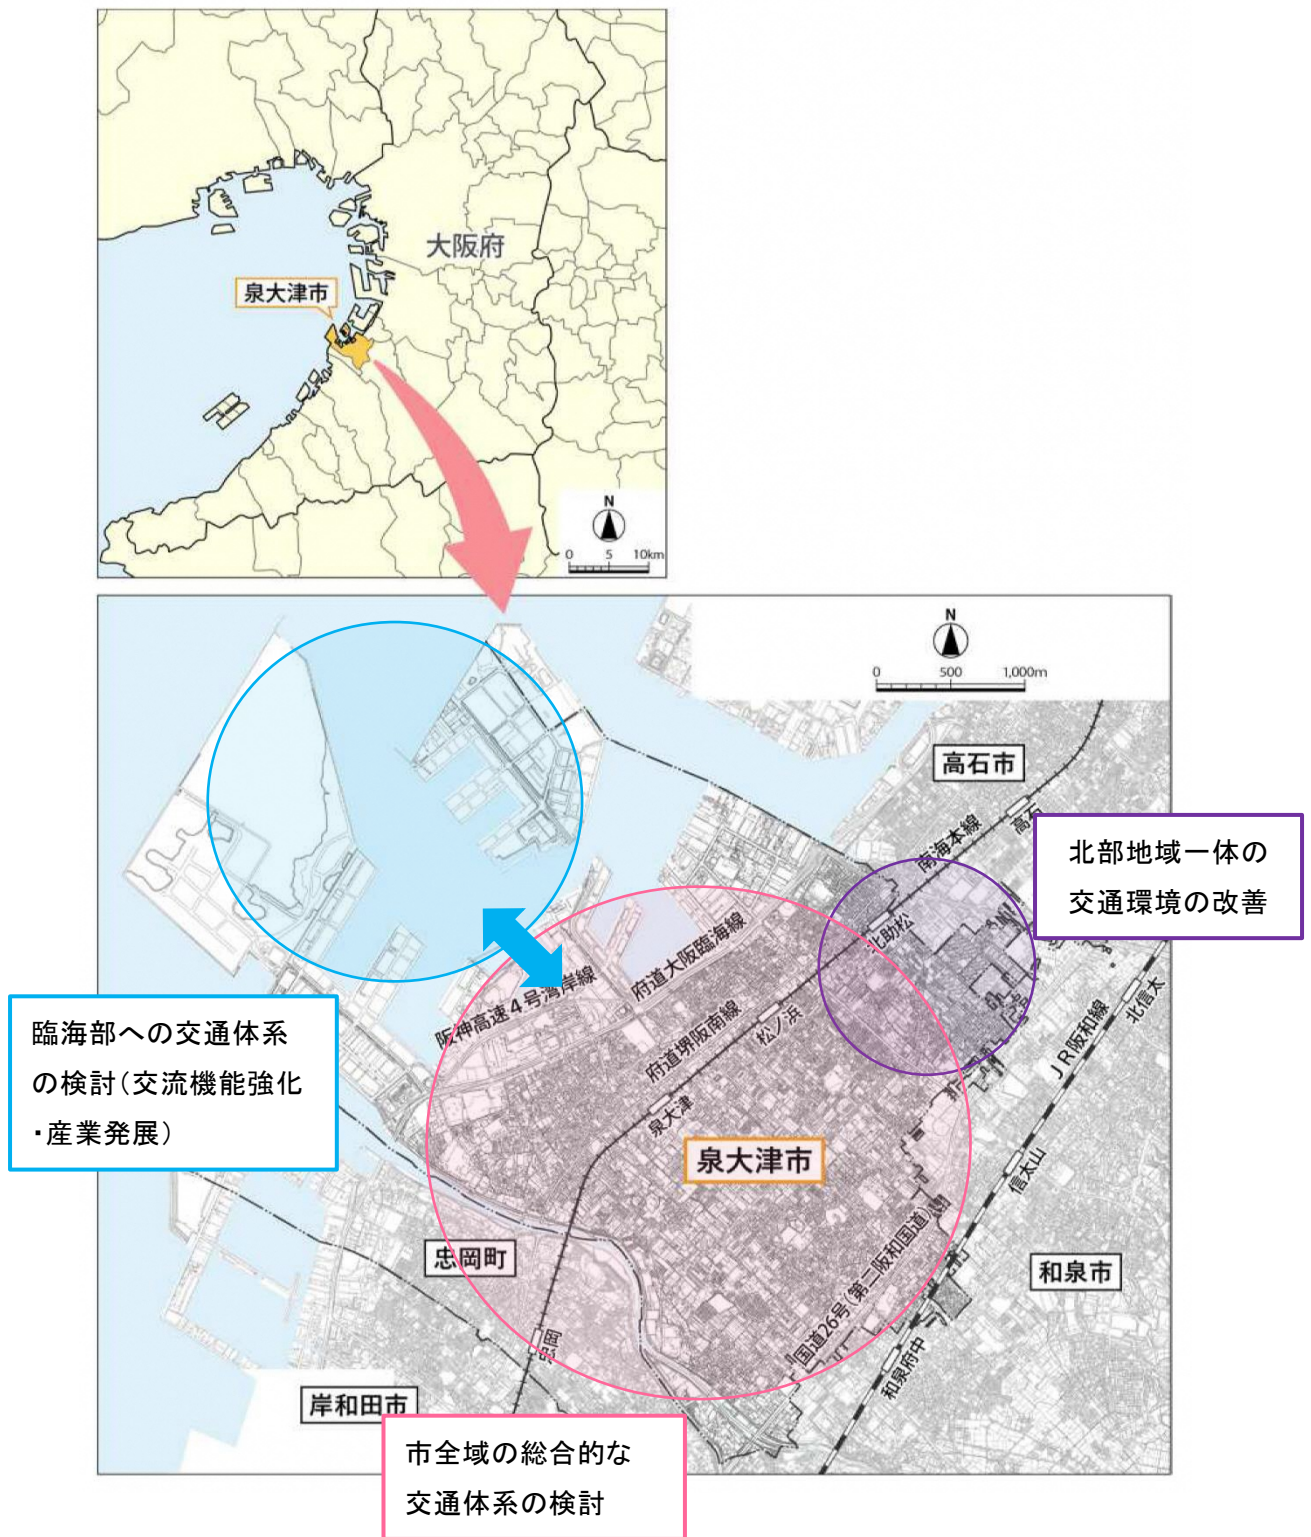 大阪府
泉大津市
N
0 5 10km
N
0 500 1,000m
高石市
高石
南海本線
北部地域一体の
交通環境の改善
北助松
府道大阪臨海線
阪神高速4号湾岸線
府道堺阪南線
松ノ浜
北信太
JR阪和線
臨海部への交通体系
の検討(交流機能強化
・産業発展)
泉大津
泉大津市
信太山
忠岡町
和泉市
国道26号(第二阪和国道)
忠岡
和泉府中
岸和田市
市全域の総合的な
交通体系の検討